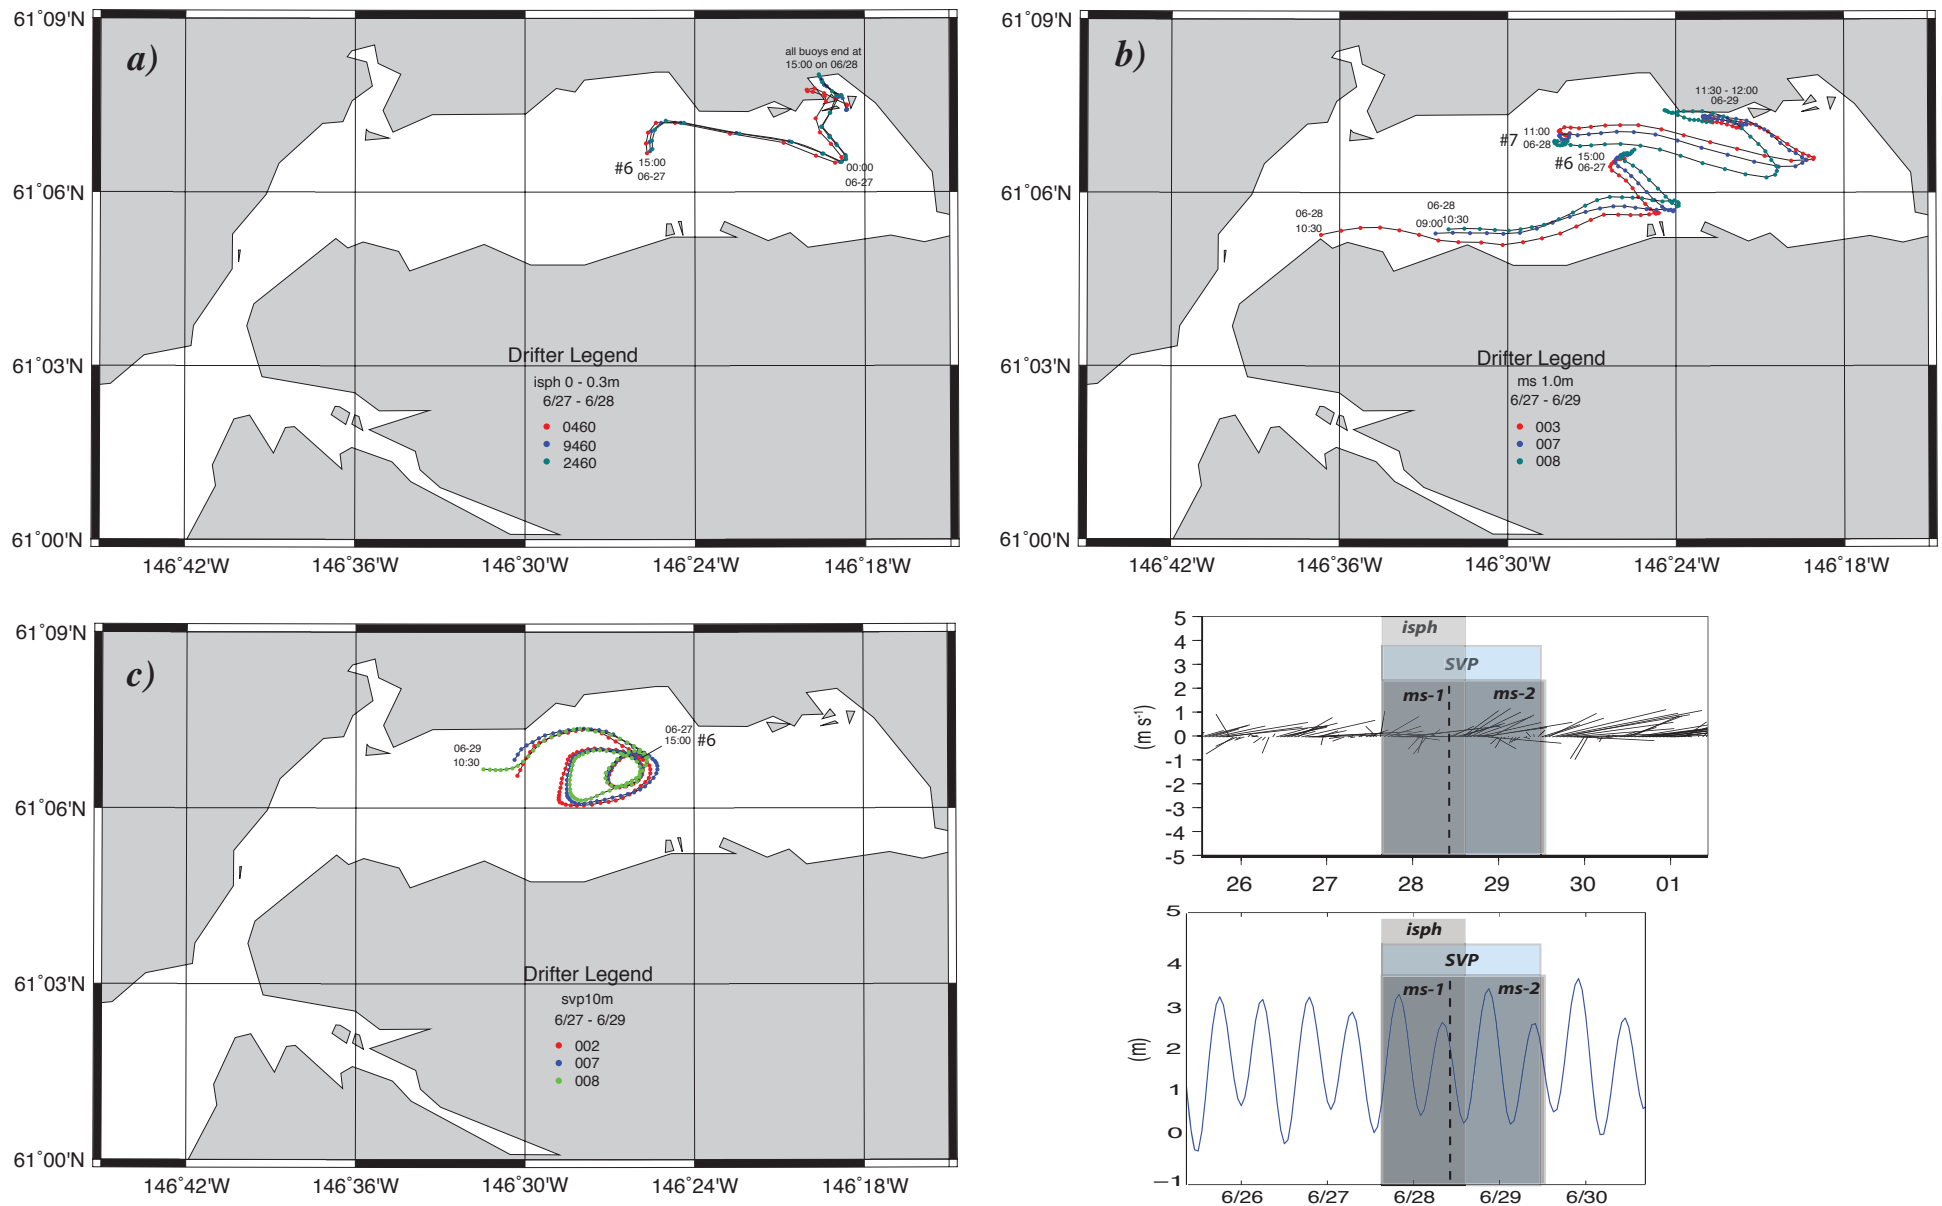 a)
61°09'N
61°06'N
61°03'N
61°00'N
146°42'W
146°36'W
146°30'W
146°24'W
146°18'W
all buoys end at
15:00 on 06/28
#6
15:00
06-27
00:00
06-27
Drifter Legend
isph 0 - 0.3m
6/27 - 6/28
0460
9460
2460
b)
61°09'N
61°06'N
61°03'N
61°00'N
146°42'W
146°36'W
146°30'W
146°24'W
146°18'W
11:30 - 12:00
06-29
#7
11:00
06-28
#6
15:00
06-27
06-28
10:30
06-28
09:00
10:30
Drifter Legend
ms 1.0m
6/27 - 6/29
003
007
008
c)
61°09'N
61°06'N
61°03'N
61°00'N
146°42'W
146°36'W
146°30'W
146°24'W
146°18'W
06-27
15:00
#6
06-29
10:30
Drifter Legend
svp10m
6/27 - 6/29
002
007
008
(m s-1)
5
4
3
2
1
0
-1
-2
-3
-4
-5
isph
SVP
ms-1
ms-2
26
27
28
29
30
01
(m)
5
4
3
2
1
0
-1
isph
SVP
ms-1
ms-2
6/26
6/27
6/28
6/29
6/30